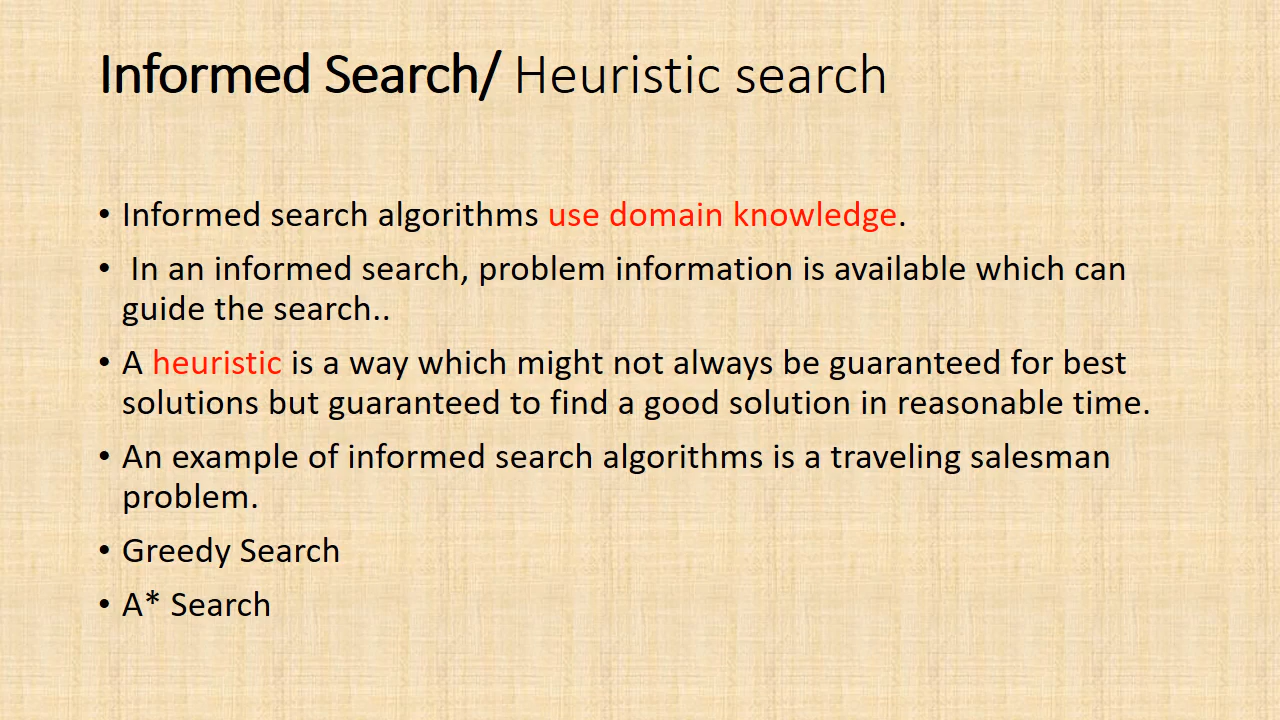 Informed Search/ Heuristic search
• Informed search algorithms use domain knowledge.
• In an informed search, problem information is available which can
guide the search..
• A heuristic is a way which might not always be guaranteed for best
solutions but guaranteed to find a good solution in reasonable time.
• An example of informed search algorithms is a traveling salesman
problem.
• Greedy Search
• A* Search